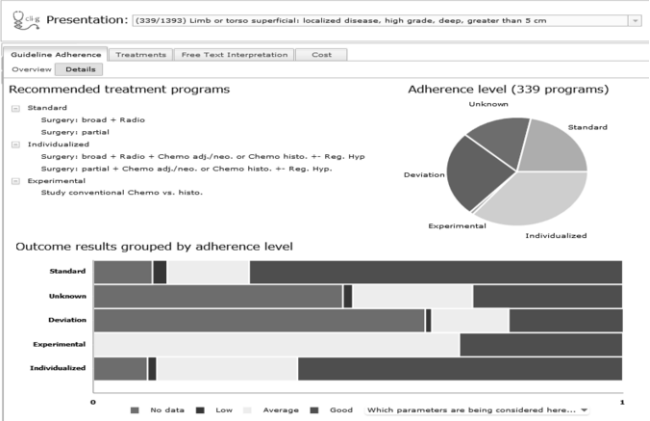 cig Presentation: (339/1393) Limb or torso superficial: localized disease, high grade, deep, greater than 5 cm
Guideline Adherence Treatments Free Text Interpretation Cost
Overview Details
Recommended treatment programs
Standard
Surgery: broad + Radio
Surgery: partial
Individualized
Surgery: broad + Radio + Chemo adj./neo. or Chemo histo. +- Reg. Hyp
Surgery: partial + Chemo adj./neo. or Chemo histo. +- Reg. Hyp.
Experimental
Study conventional Chemo vs. histo.
Adherence level (339 programs)
Unknown
Standard
Deviation
Experimental
Individualized
Outcome results grouped by adherence level
Standard
Unknown
Deviation
Experimental
Individualized
0 1
No data Low Average Good Which parameters are being considered here...